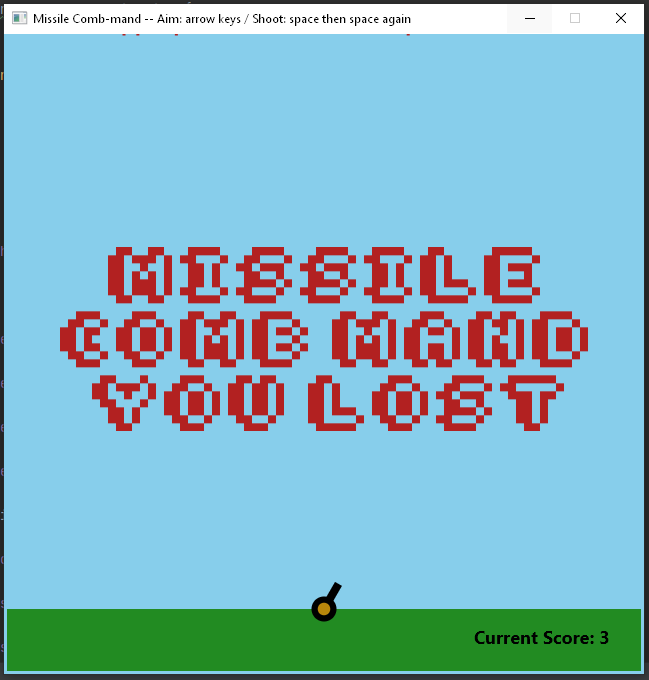 Missile Comb-mand -- Aim: arrow keys / Shoot: space then space again
MISSILE
COMB MAND
YOU LOST
Current Score: 3